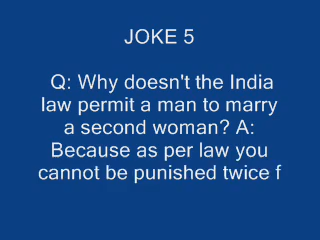 JOKE 5
Q: Why doesn't the India
law permit a man to marry
a second woman? A:
Because as per law you
cannot be punished twice f